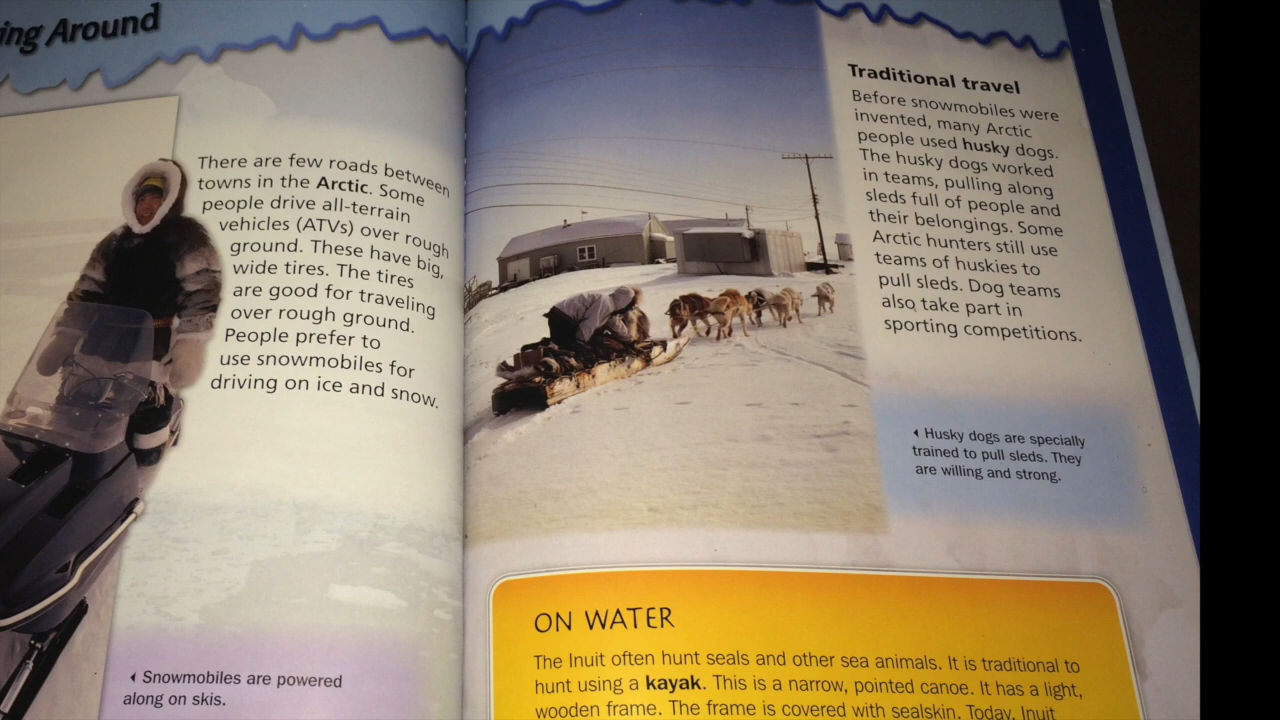 ing Around
There are few roads between
towns in the Arctic. Some
people drive all-terrain
vehicles (ATVs) over rough
ground. These have big,
wide tires. The tires
are good for traveling
over rough ground.
People prefer to
use snowmobiles for
driving on ice and snow.
Snowmobiles are powered
along on skis.
Traditional travel
Before snowmobiles were
invented, many Arctic
people used husky dogs.
The husky dogs worked
in teams, pulling along
sleds full of people and
their belongings. Some
Arctic hunters still use
teams of huskies to
pull sleds. Dog teams
also take part in
sporting competitions.
Husky dogs are specially
trained to pull sleds. They
are willing and strong.
ON WATER
The Inuit often hunt seals and other sea animals. It is traditional to
hunt using a kayak. This is a narrow, pointed canoe. It has a light,
wooden frame. The frame is covered with sealskin. Today, Inuit